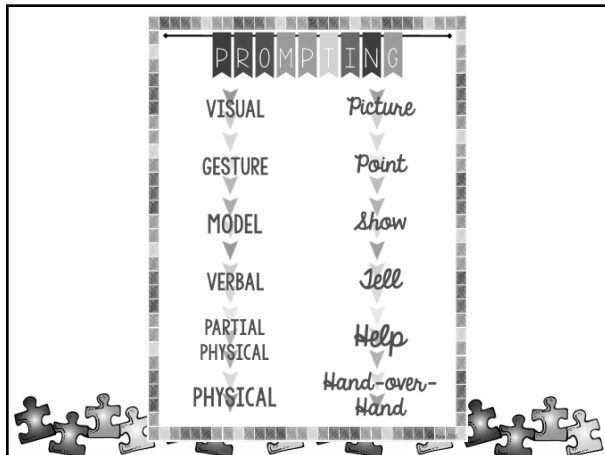 PROMPTING
VISUAL
Picture
GESTURE
Point
MODEL
Show
VERBAL
Tell
PARTIAL
PHYSICAL
Help
PHYSICAL
Hand-over-
Hand